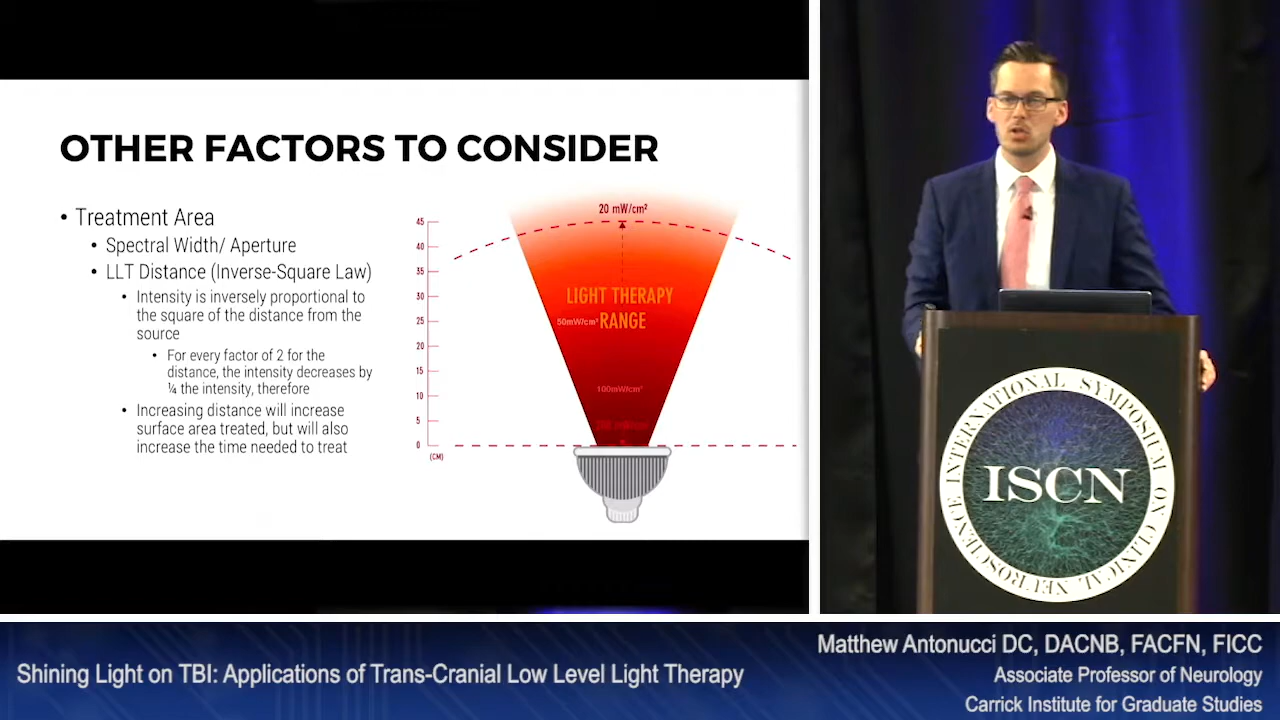 OTHER FACTORS TO CONSIDER
• Treatment Area
• Spectral Width/ Aperture
• LLT Distance (Inverse-Square Law)
• Intensity is inversely proportional to
the square of the distance from the
source
• For every factor of 2 for the
distance, the intensity decreases by
¼ the intensity, therefore
• Increasing distance will increase
surface area treated, but will also
increase the time needed to treat
45
40
35
30
25
20
15
10
5
0
(CM)
20 mW/cm²
LIGHT THERAPY
RANGE
50mW/cm²
100mW/cm²
INTERNATIONAL SYMPOSIUM ON CLINICAL NEUROSCIENCE
ISCN
Shining Light on TBI: Applications of Trans-Cranial Low Level Light Therapy
Matthew Antonucci DC, DACNB, FACFN, FICC
Associate Professor of Neurology
Carrick Institute for Graduate Studies